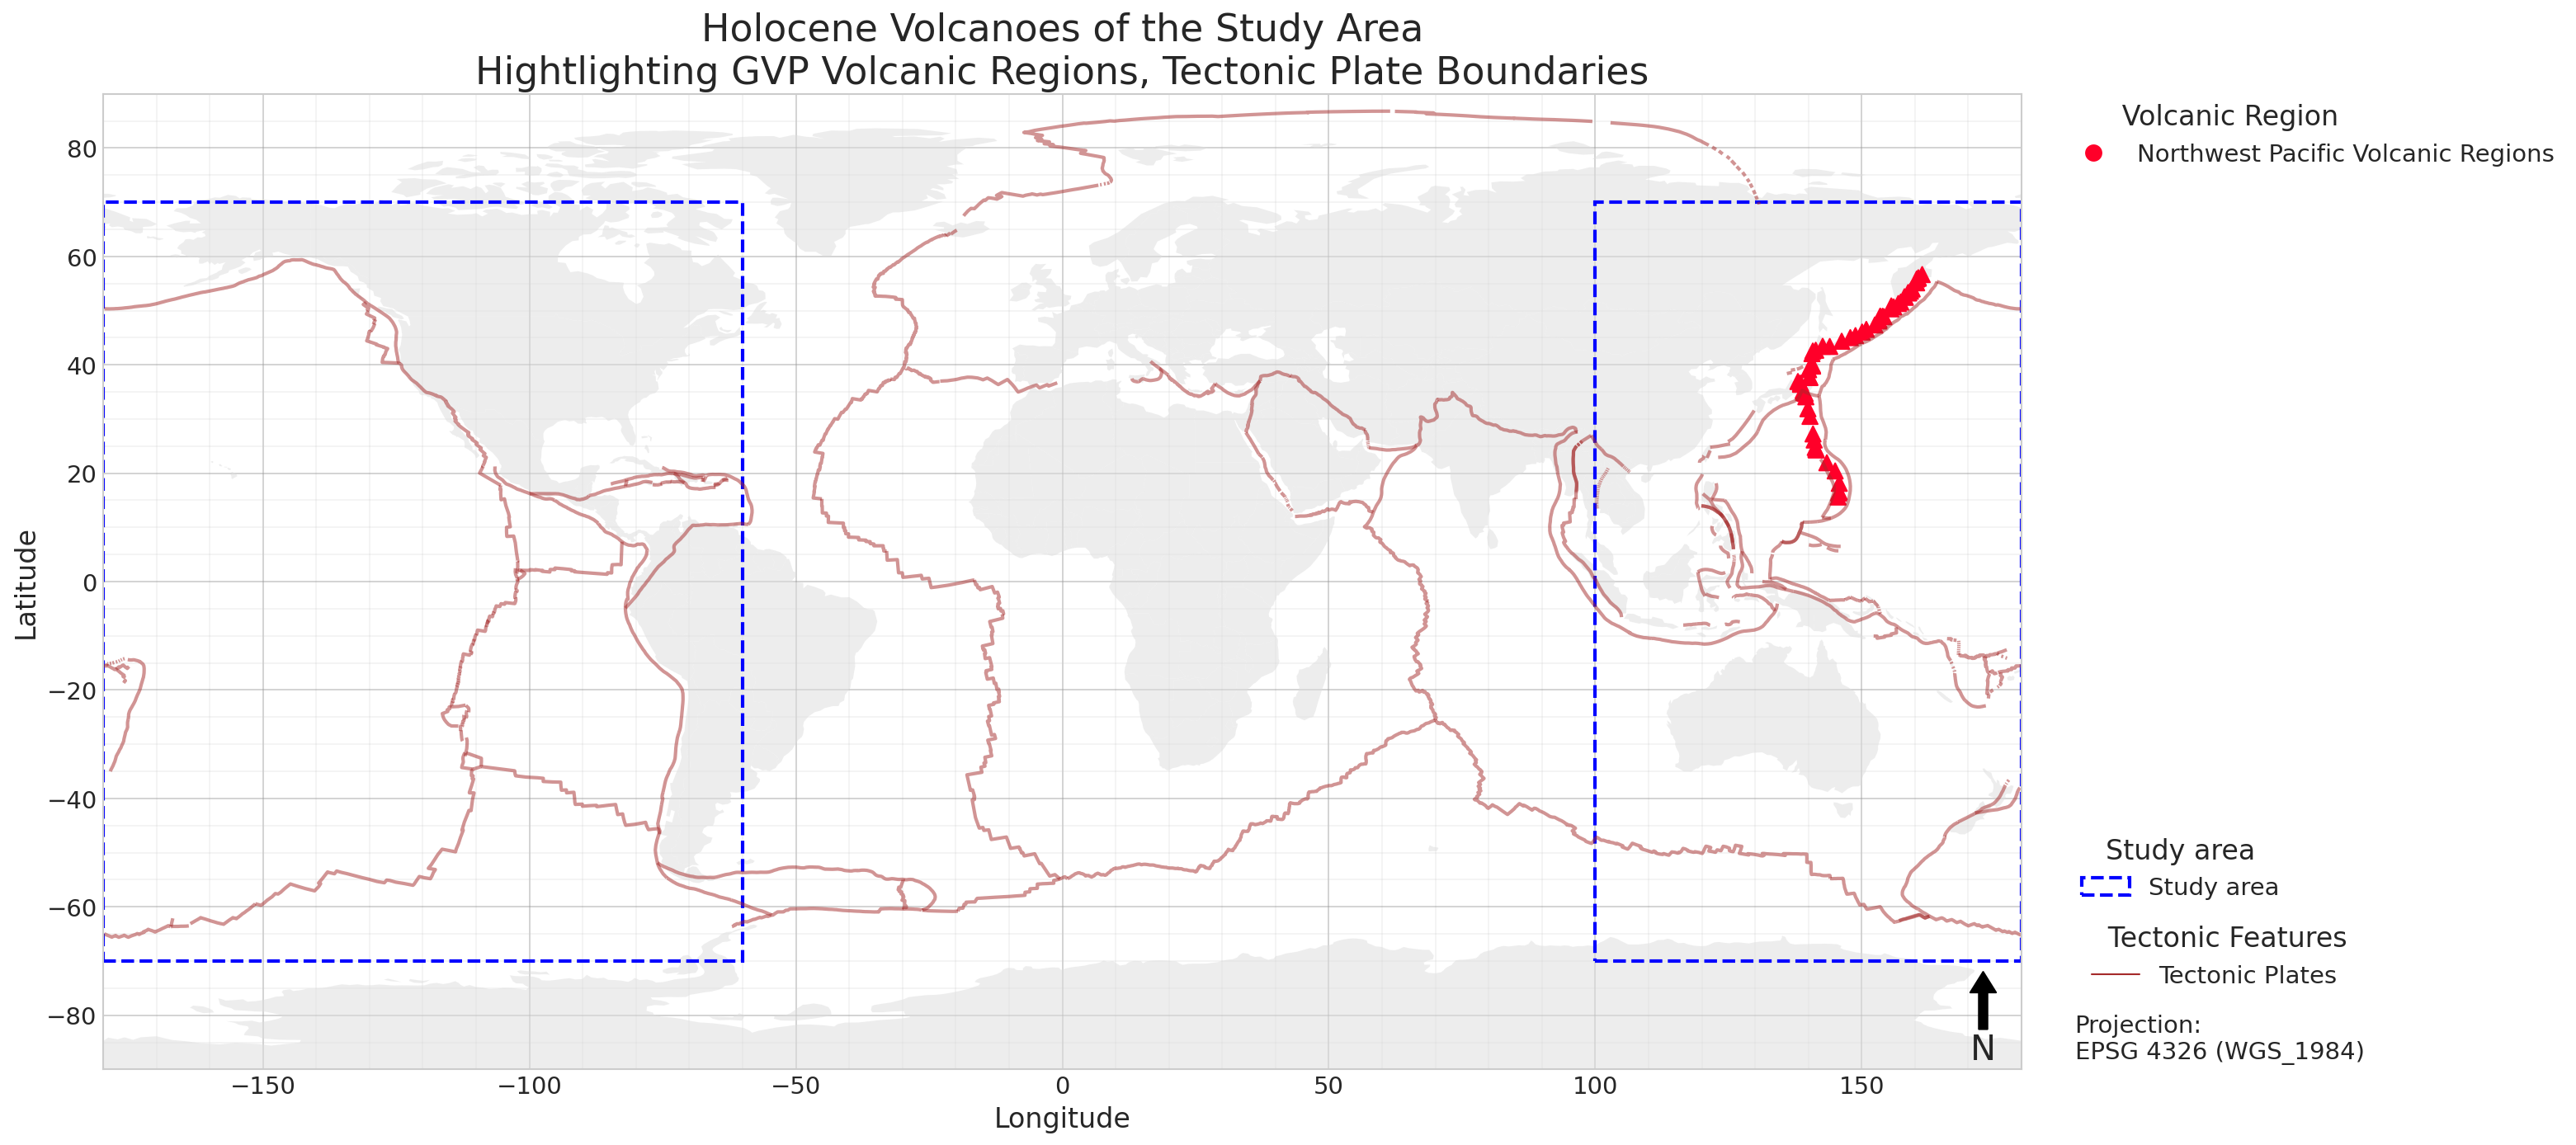 Holocene Volcanoes of the Study Area
Hightlighting GVP Volcanic Regions, Tectonic Plate Boundaries
Volcanic Region
Northwest Pacific Volcanic Regions
80
60
40
20
0
−20
−40
−60
−80
Latitude
−150
−100
−50
0
50
100
150
Longitude
N
Study area
Study area
Tectonic Features
Tectonic Plates
Projection:
EPSG 4326 (WGS_1984)